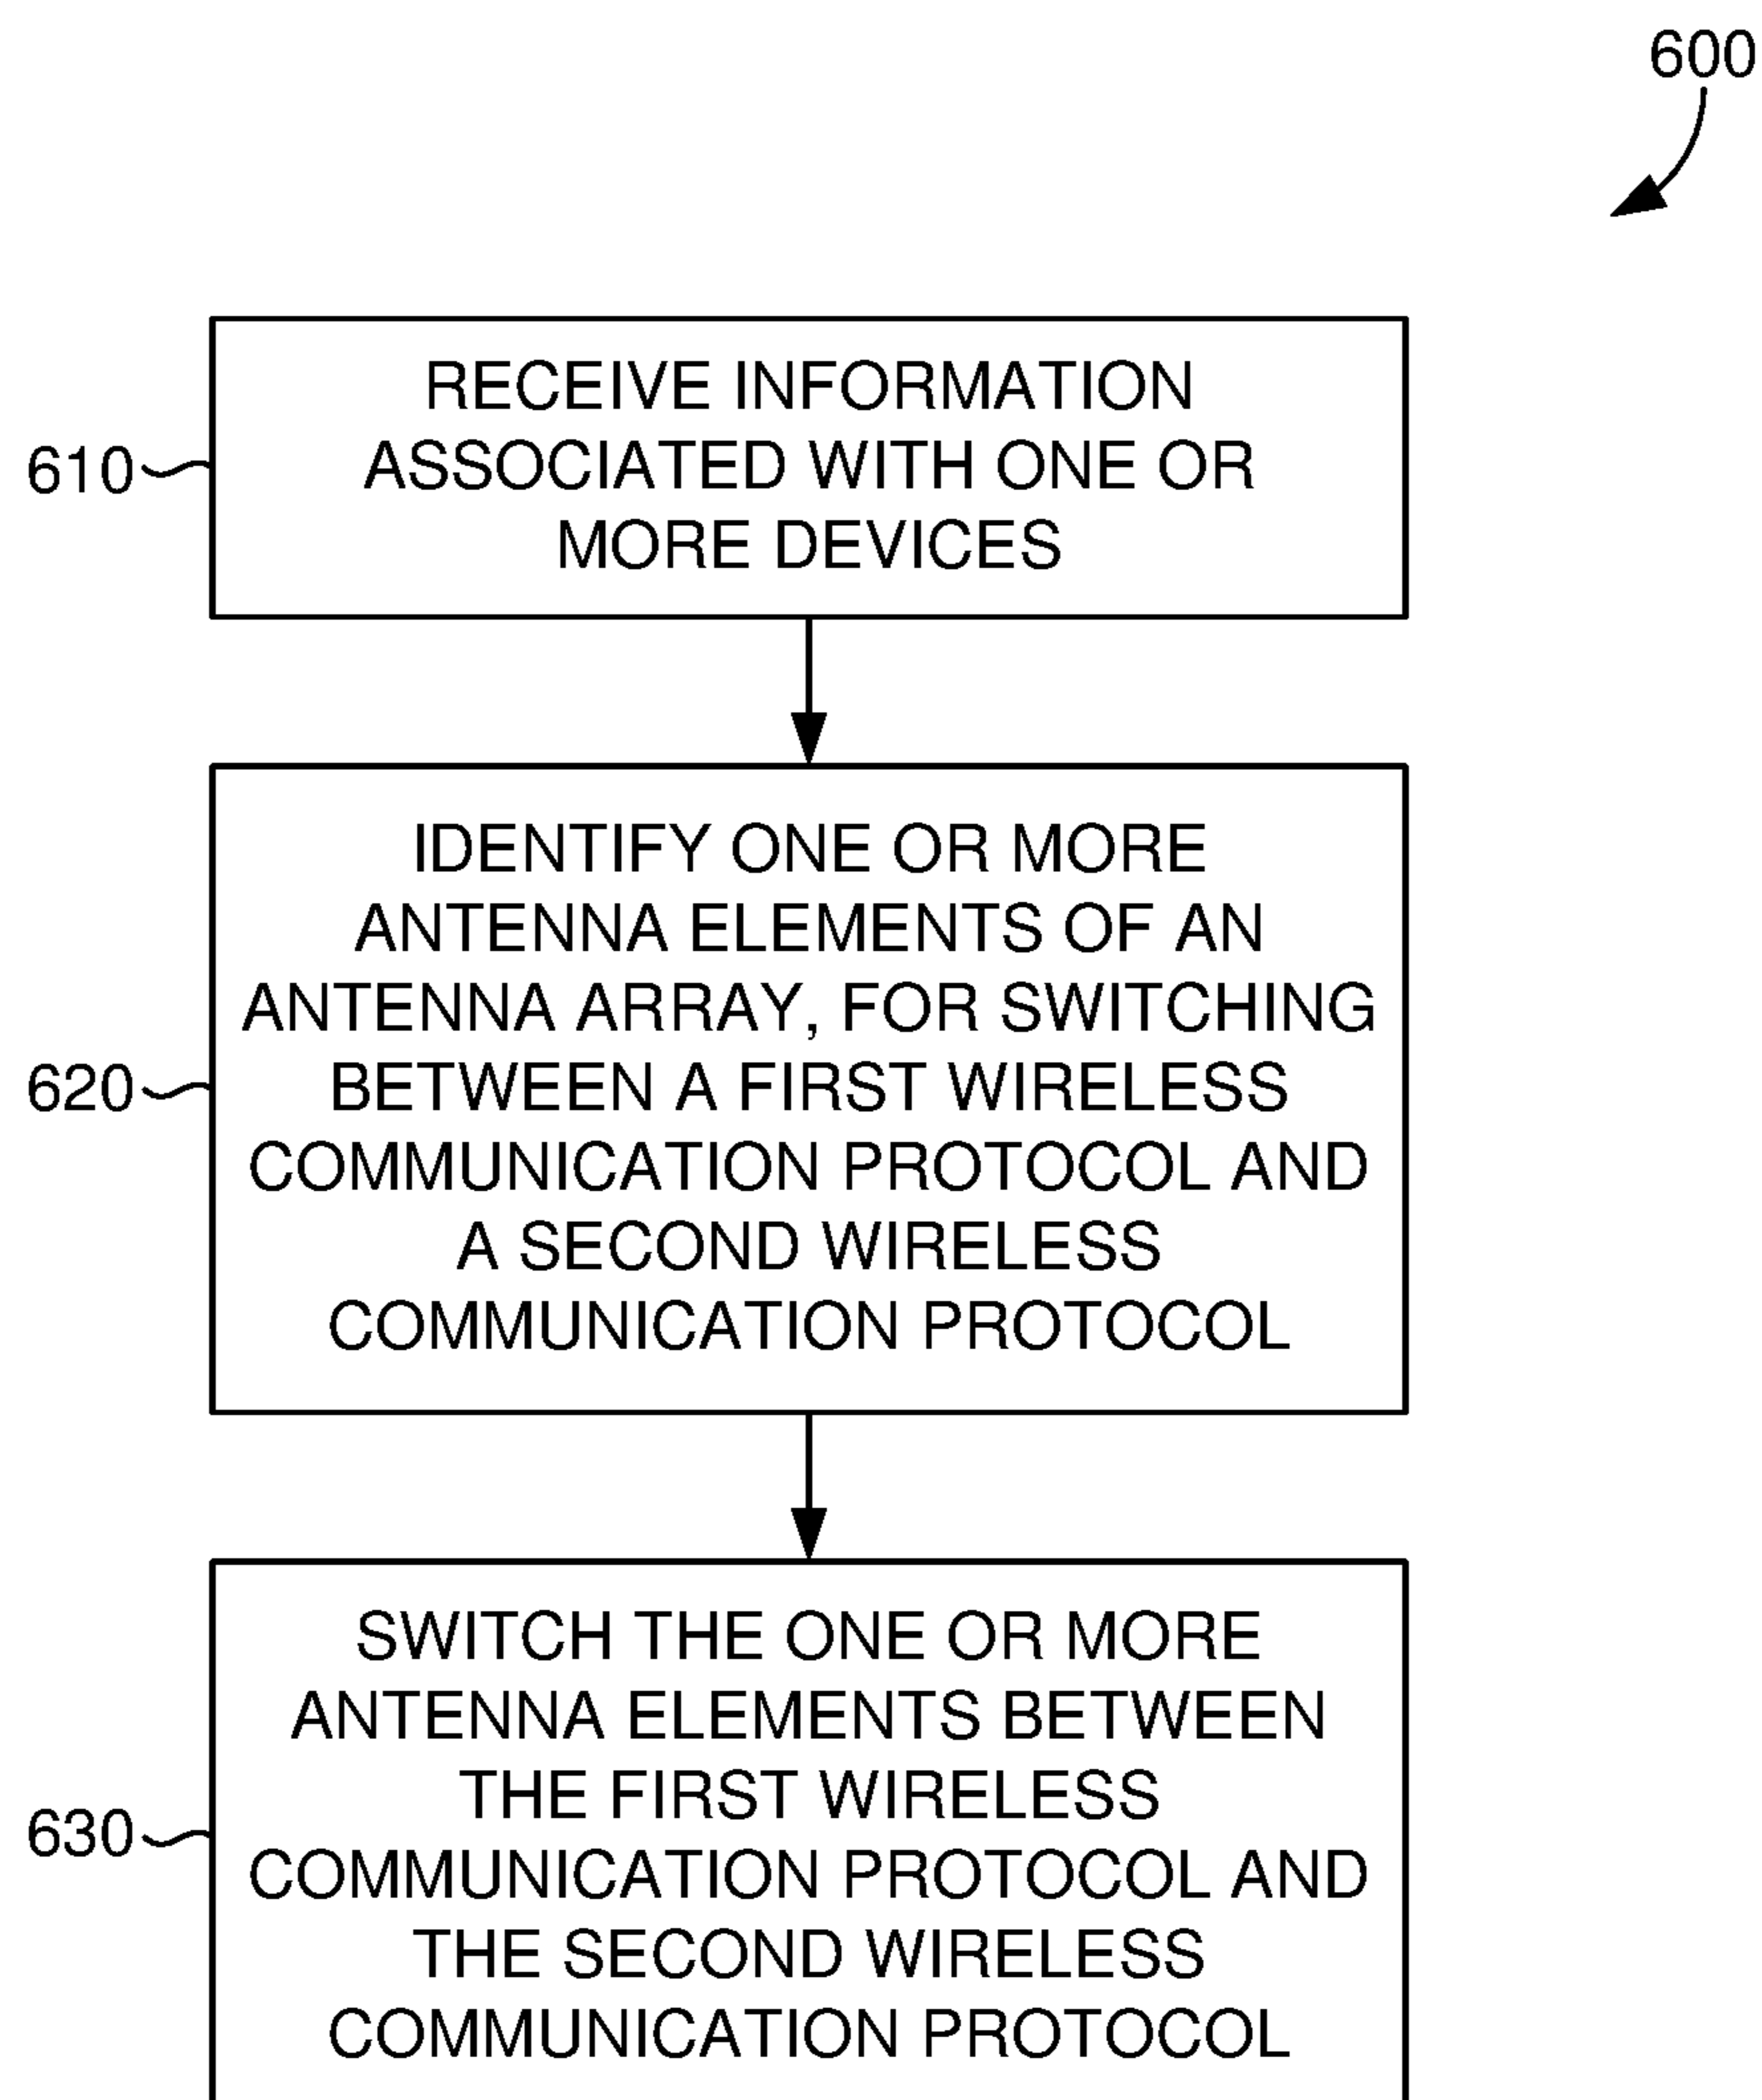 600
RECEIVE INFORMATION
ASSOCIATED WITH ONE OR
MORE DEVICES
610
IDENTIFY ONE OR MORE
ANTENNA ELEMENTS OF AN
ANTENNA ARRAY, FOR SWITCHING
BETWEEN A FIRST WIRELESS
COMMUNICATION PROTOCOL AND
A SECOND WIRELESS
COMMUNICATION PROTOCOL
620
SWITCH THE ONE OR MORE
ANTENNA ELEMENTS BETWEEN
THE FIRST WIRELESS
COMMUNICATION PROTOCOL AND
THE SECOND WIRELESS
COMMUNICATION PROTOCOL
630